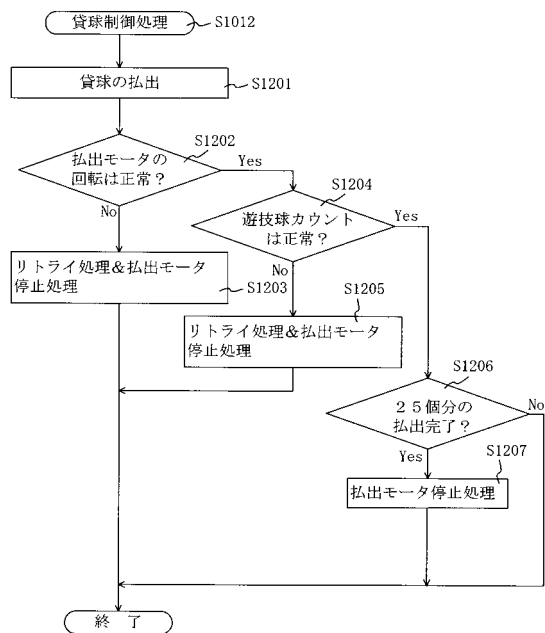 貸球制御処理
S1012
貸球の払出
S1201
S1202
払出モータの
回転は正常？
Yes
No
S1204
遊技球カウント
は正常？
Yes
No
リトライ処理＆払出モータ
停止処理
S1203
S1205
リトライ処理＆払出モータ
停止処理
S1206
２５個分の
払出完了？
No
Yes
S1207
払出モータ停止処理
終 了